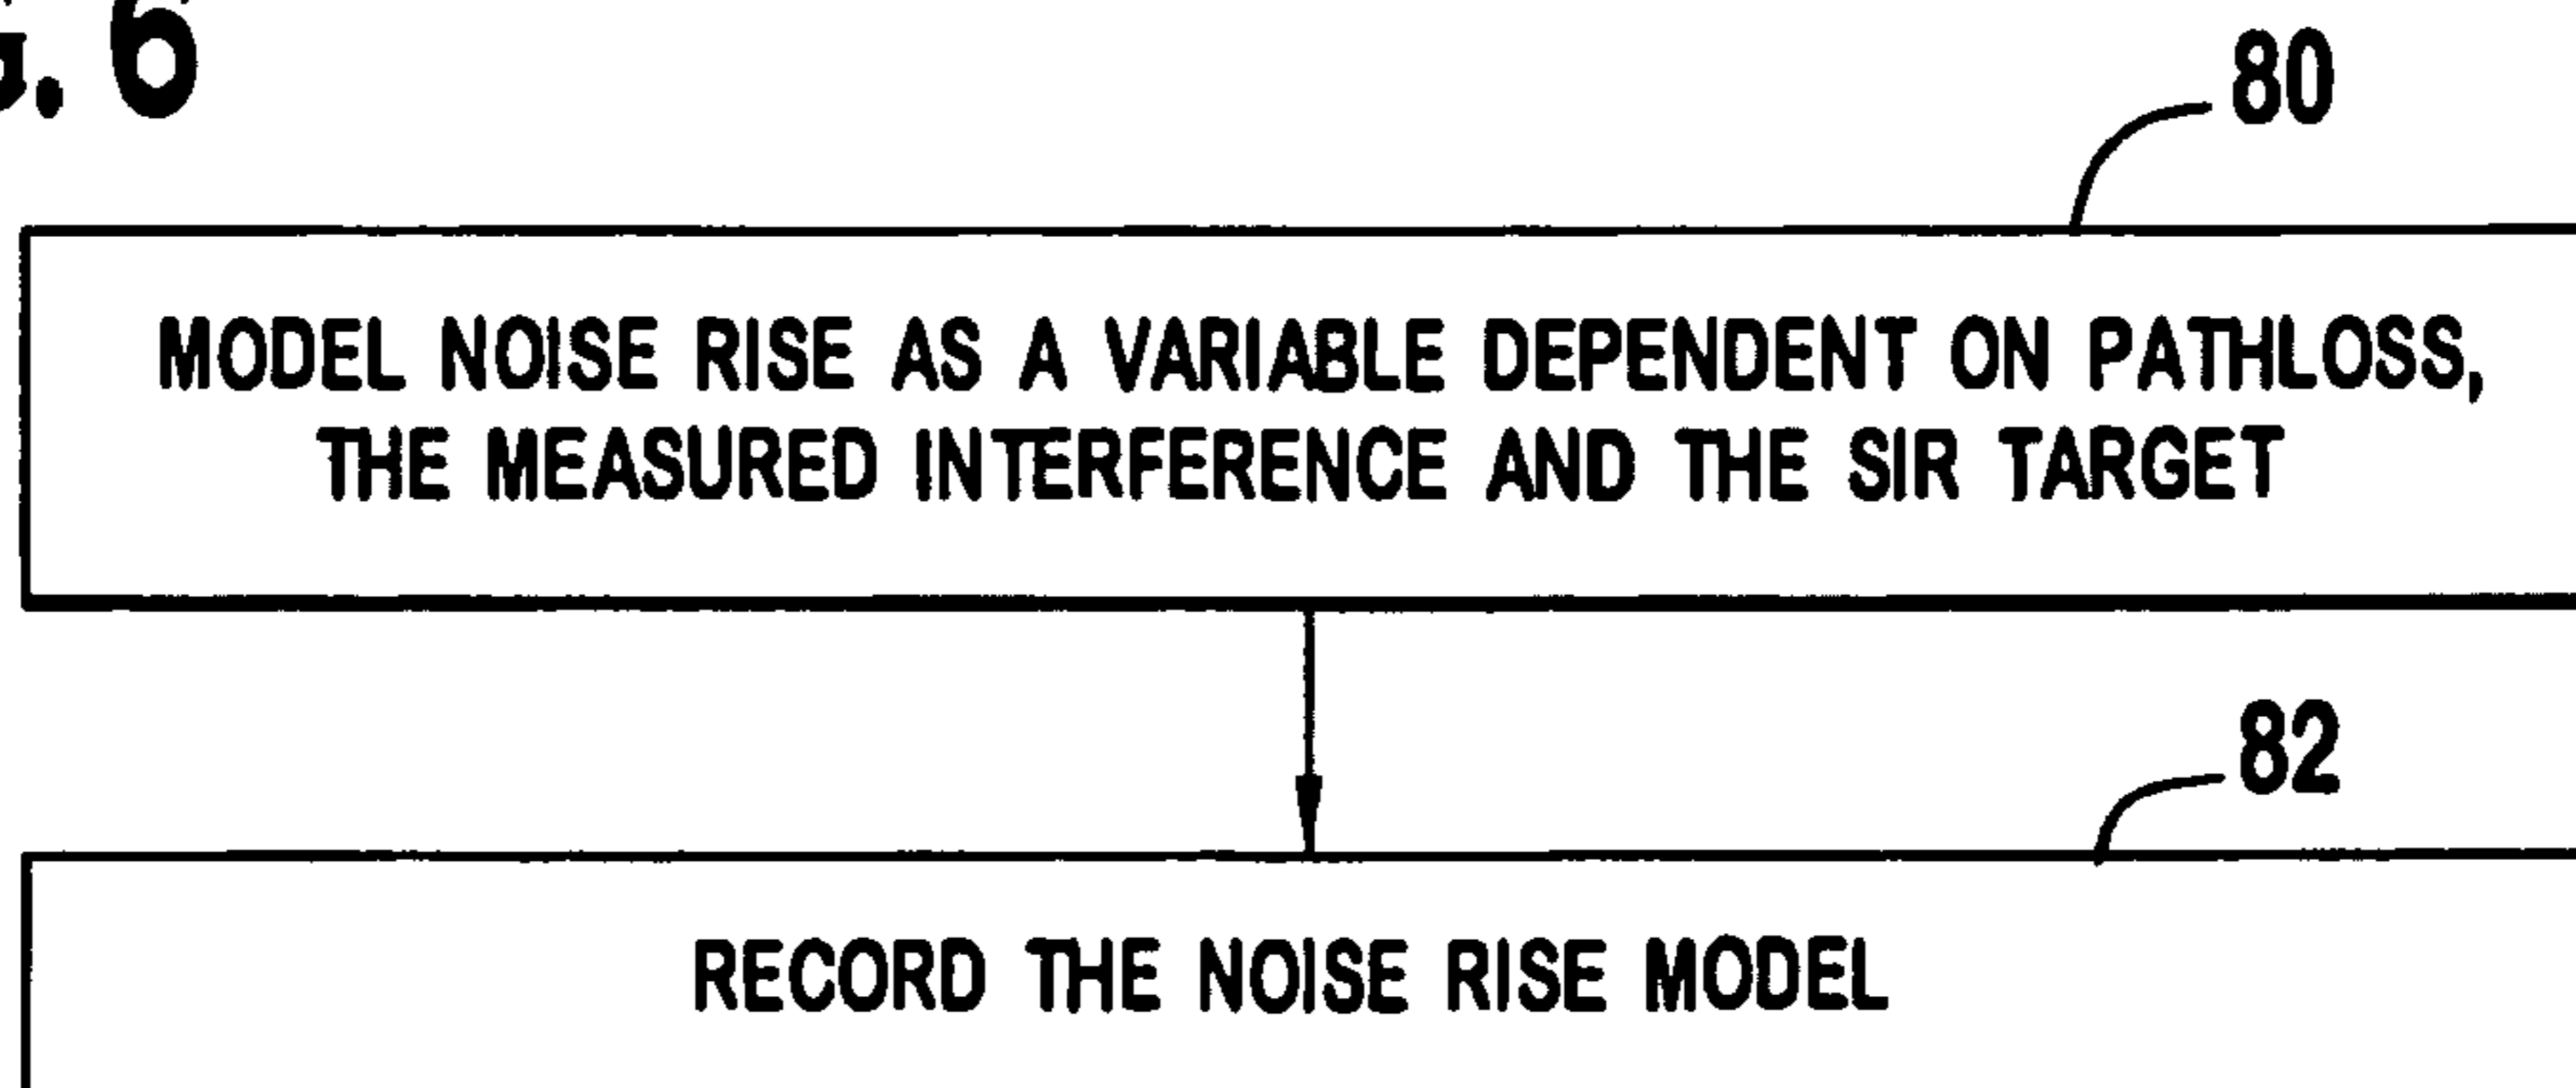 G. 6
80
MODEL NOISE RISE AS A VARIABLE DEPENDENT ON PATHLOSS,
THE MEASURED INTERFERENCE AND THE SIR TARGET
82
RECORD THE NOISE RISE MODEL